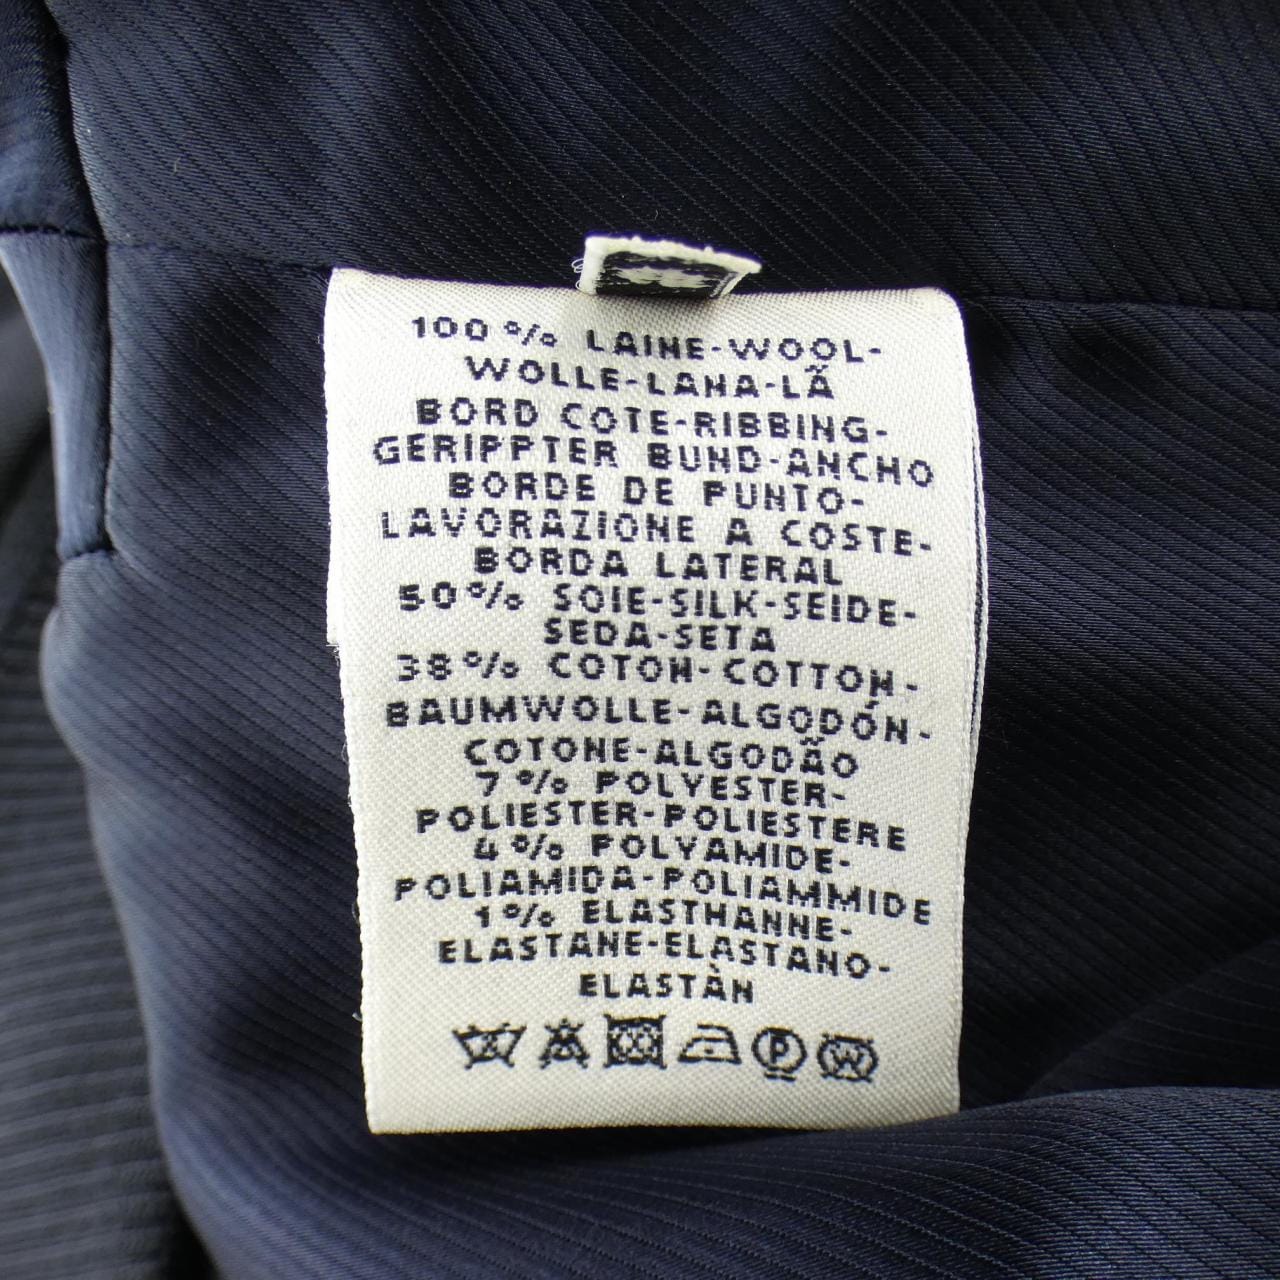 100% LAINE-WOOL-
WOLLE-LANA-LÃ
BORD COTE-RIBBING-
GERIPPTER BUND-ANCHO
BORDE DE PUNTO-
LAVORAZIONE A COSTE-
BORDA LATERAL
50% SOIE-SILK-SEIDE-
SEDA-SETA
38% COTON-COTTON-
BAUMWOLLE-ALGODÓN-
COTONE-ALGODÃO
7% POLYESTER-
POLIESTER-POLIESTERE
4% POLYAMIDE-
POLIAMIDA-POLIAMMIDE
1% ELASTHANNE-
ELASTANE-ELASTANO-
ELASTÀN
P W